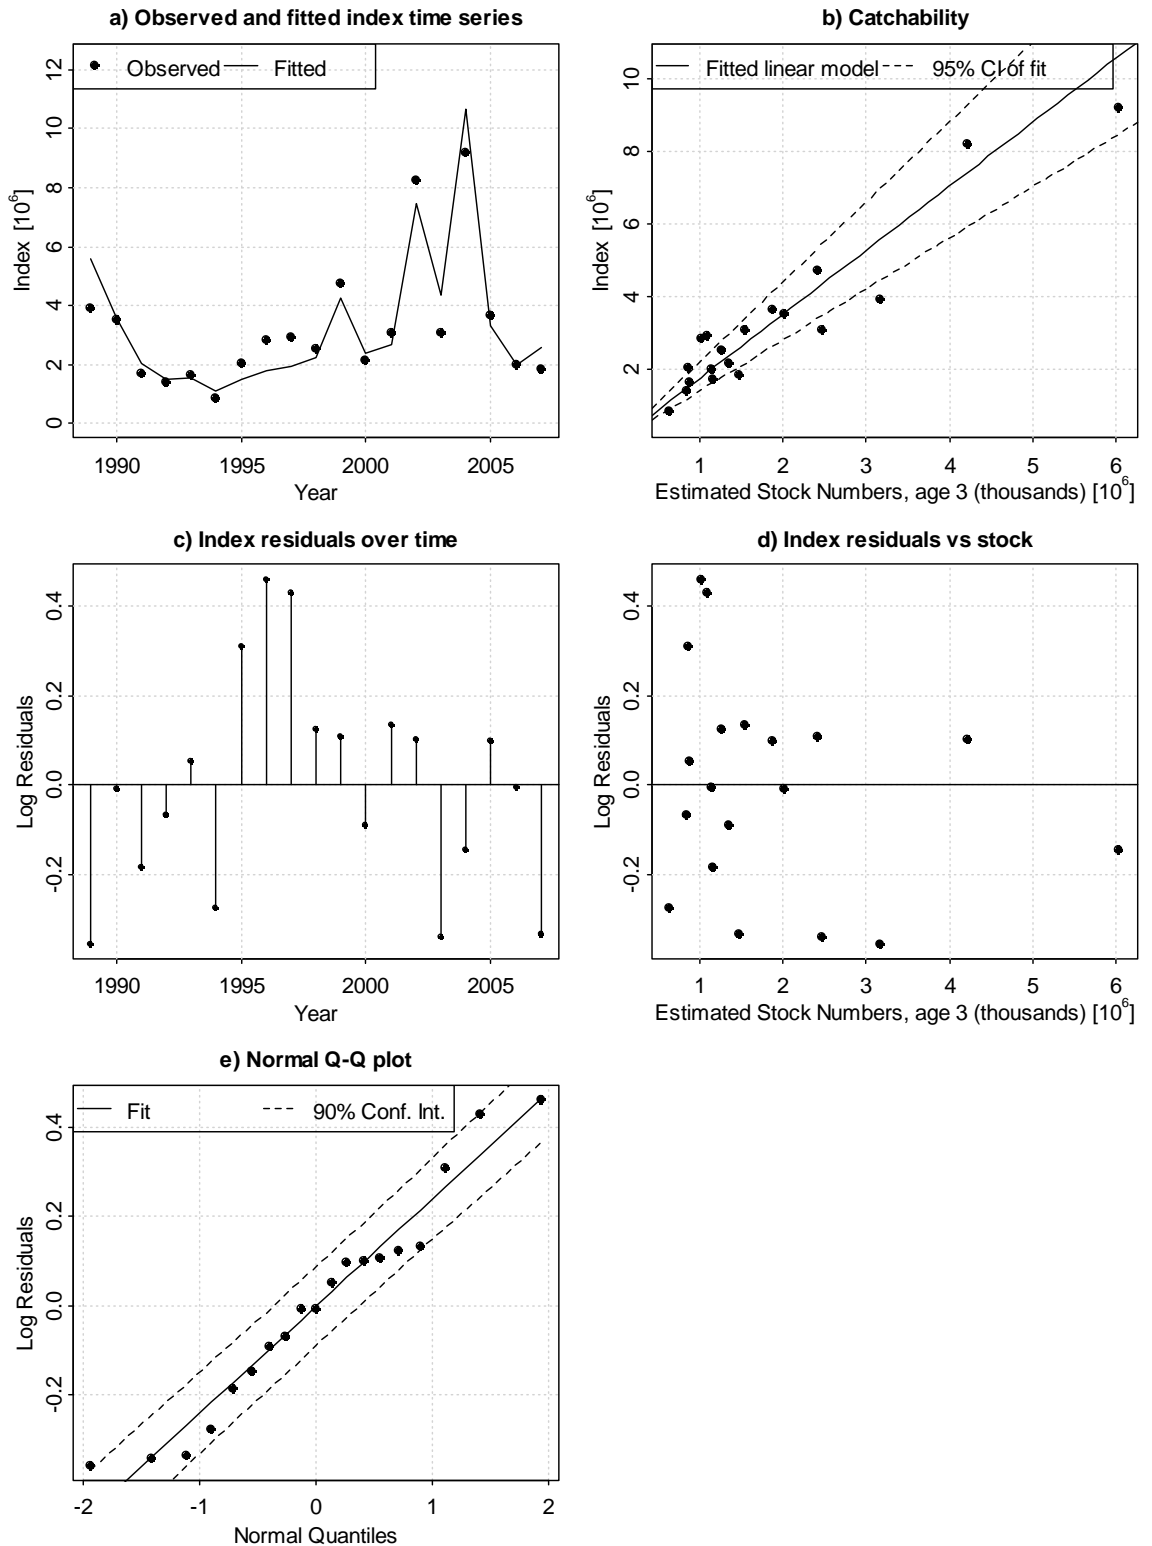 a) Observed and fitted index time series
Observed Fitted
Index [10^6]
0 2 4 6 8 10 12
1990 1995 2000 2005
Year
b) Catchability
Fitted linear model 95% CI of fit
Index [10^6]
2 4 6 8 10
1 2 3 4 5 6
Estimated Stock Numbers, age 3 (thousands) [10^6]
c) Index residuals over time
Log Residuals
-0.2 0.0 0.2 0.4
1990 1995 2000 2005
Year
d) Index residuals vs stock
Log Residuals
-0.2 0.0 0.2 0.4
1 2 3 4 5 6
Estimated Stock Numbers, age 3 (thousands) [10^6]
e) Normal Q-Q plot
Fit 90% Conf. Int.
Log Residuals
-0.2 0.0 0.2 0.4
-2 -1 0 1 2
Normal Quantiles